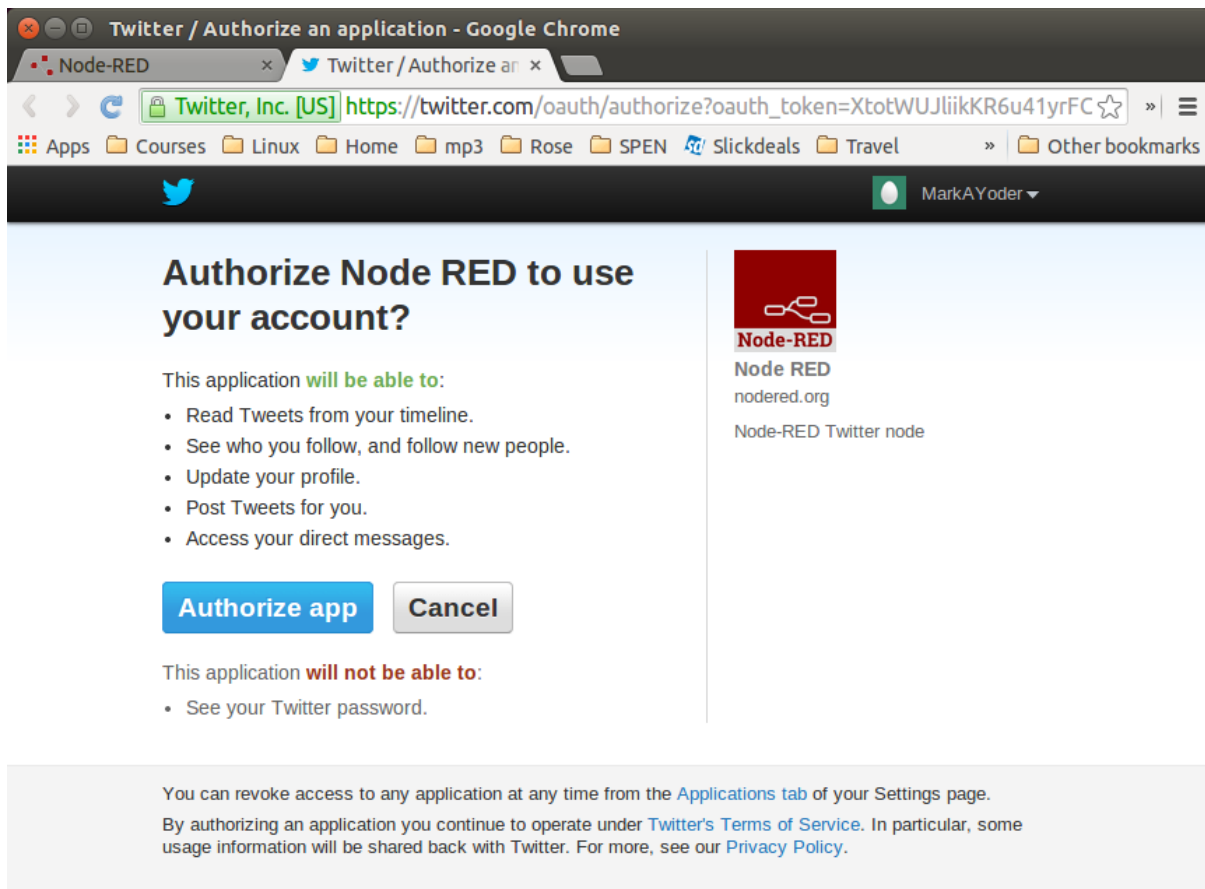 Twitter / Authorize an application - Google Chrome
Node-RED × Twitter / Authorize an ×
Twitter, Inc. [US] https://twitter.com/oauth/authorize?oauth_token=XtotWUJliikKR6u41yrFC »
Apps Courses Linux Home mp3 Rose SPEN Slickdeals Travel » Other bookmarks
MarkAYoder
Authorize Node RED to use
your account?
This application will be able to:
• Read Tweets from your timeline.
• See who you follow, and follow new people.
• Update your profile.
• Post Tweets for you.
• Access your direct messages.
Authorize app Cancel
This application will not be able to:
• See your Twitter password.
Node-RED
Node RED
nodered.org
Node-RED Twitter node
You can revoke access to any application at any time from the Applications tab of your Settings page.
By authorizing an application you continue to operate under Twitter's Terms of Service. In particular, some
usage information will be shared back with Twitter. For more, see our Privacy Policy.